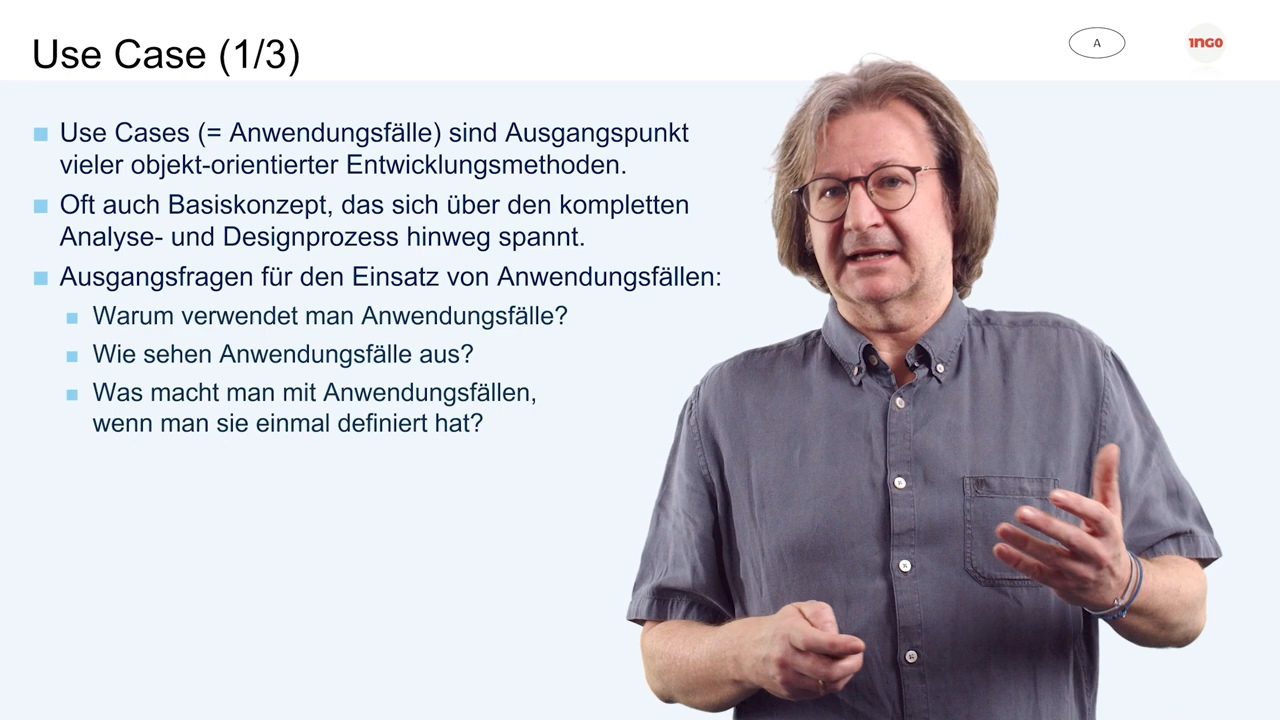 Use Case (1/3)
A
1NGO
Use Cases (= Anwendungsfälle) sind Ausgangspunkt
vieler objekt-orientierter Entwicklungsmethoden.
Oft auch Basiskonzept, das sich über den kompletten
Analyse- und Designprozess hinweg spannt.
Ausgangsfragen für den Einsatz von Anwendungsfällen:
Warum verwendet man Anwendungsfälle?
Wie sehen Anwendungsfälle aus?
Was macht man mit Anwendungsfällen,
wenn man sie einmal definiert hat?